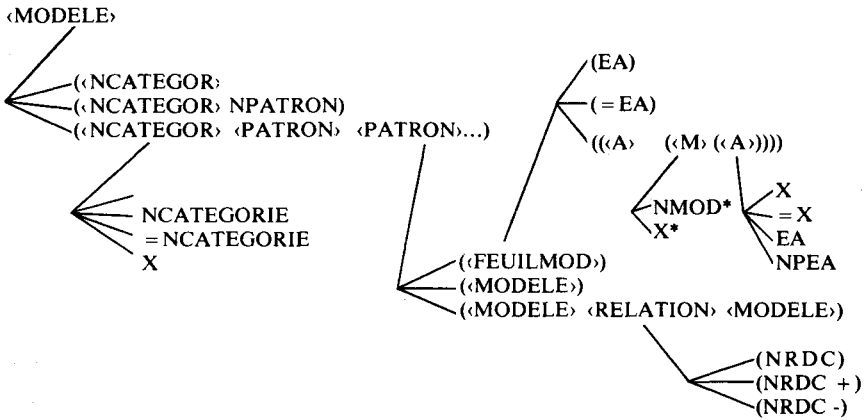 ‹MODELE›
(EA)
(‹NCATEGOR›
(=EA)
(‹NCATEGOR› NPATRON)
(‹NCATEGOR› ‹PATRON› ‹PATRON›...)
((‹A› (‹M› (‹A›))))
X
NCATEGORIE
NMOD*
=X
=NCATEGORIE
X*
EA
X
NPEA
(‹FEUILMOD›)
(‹MODELE›)
(‹MODELE› ‹RELATION› ‹MODELE›)
(NRDC)
(NRDC +)
(NRDC -)